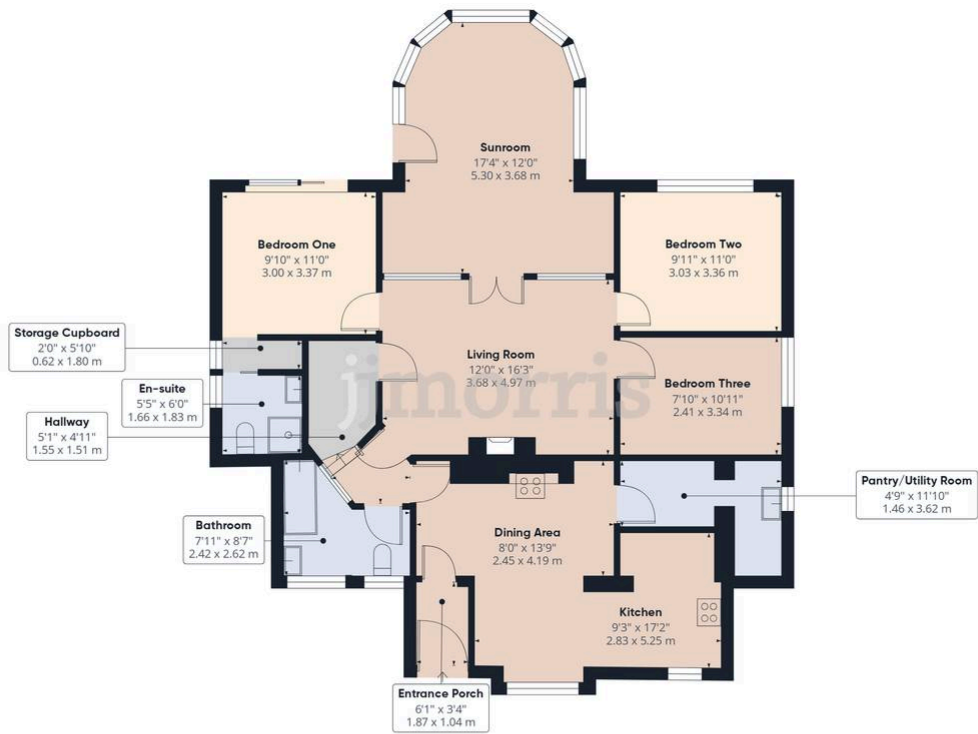 Sunroom
17'4" x 12'0"
5.30 x 3.68 m
Bedroom One
9'10" x 11'0"
3.00 x 3.37 m
Bedroom Two
9'11" x 11'0"
3.03 x 3.36 m
Storage Cupboard
2'0" x 5'10"
0.62 x 1.80 m
Living Room
12'0" x 16'3"
3.68 x 4.97 m
jjmorris
Bedroom Three
7'10" x 10'11"
2.41 x 3.34 m
En-suite
5'5" x 6'0"
1.66 x 1.83 m
Hallway
5'1" x 4'11"
1.55 x 1.51 m
Pantry/Utility Room
4'9" x 11'10"
1.46 x 3.62 m
Bathroom
7'11" x 8'7"
2.42 x 2.62 m
Dining Area
8'0" x 13'9"
2.45 x 4.19 m
Kitchen
9'3" x 17'2"
2.83 x 5.25 m
Entrance Porch
6'1" x 3'4"
1.87 x 1.04 m